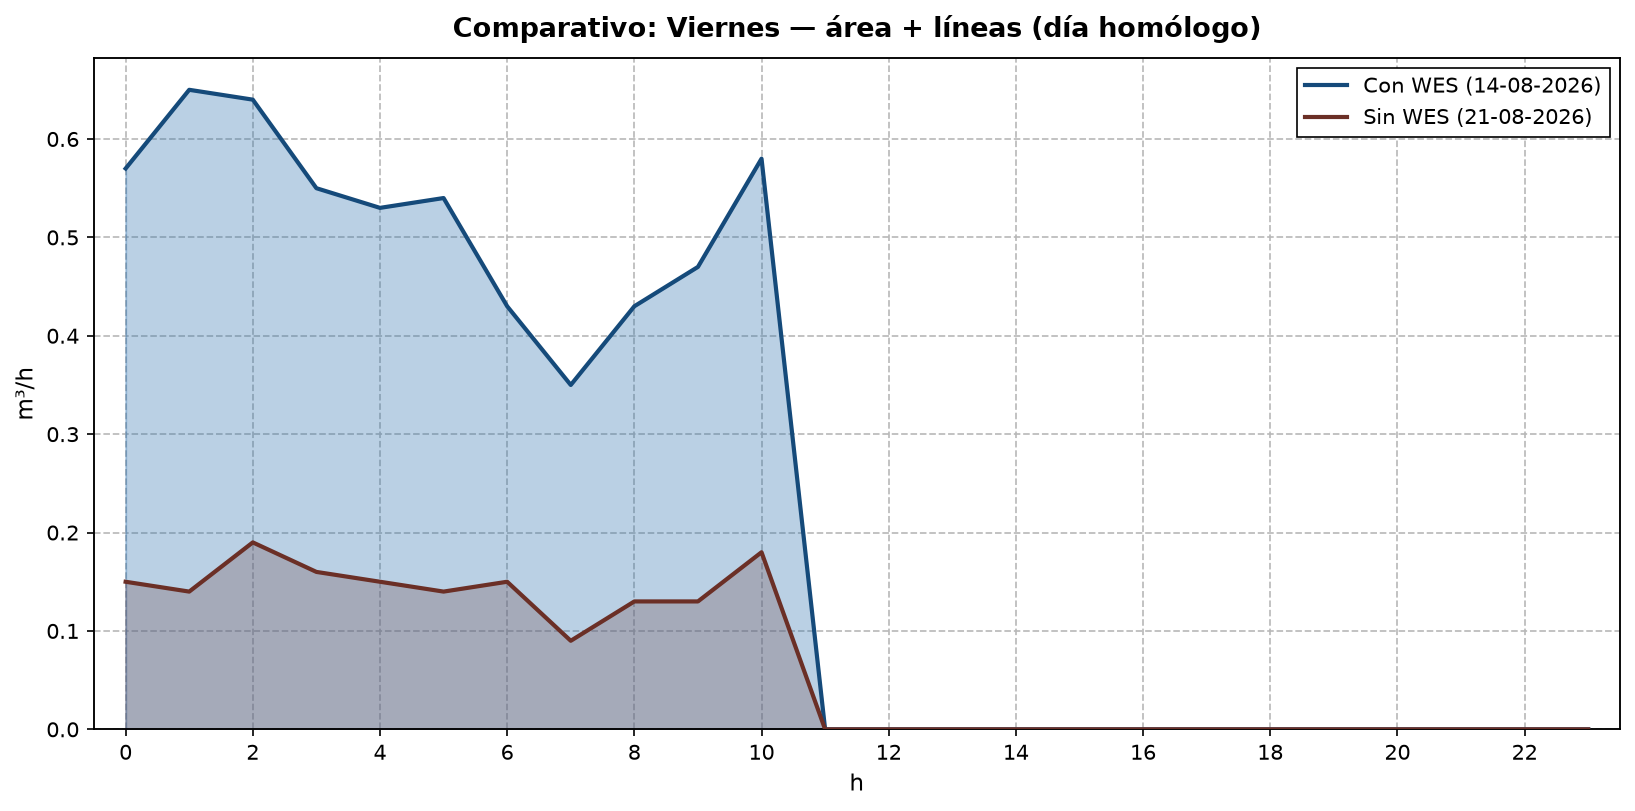 Comparativo: Viernes — área + líneas (día homólogo)
Con WES (14-08-2026)
Sin WES (21-08-2026)
m³/h
0.6
0.5
0.4
0.3
0.2
0.1
0.0
0 2 4 6 8 10 12 14 16 18 20 22
h